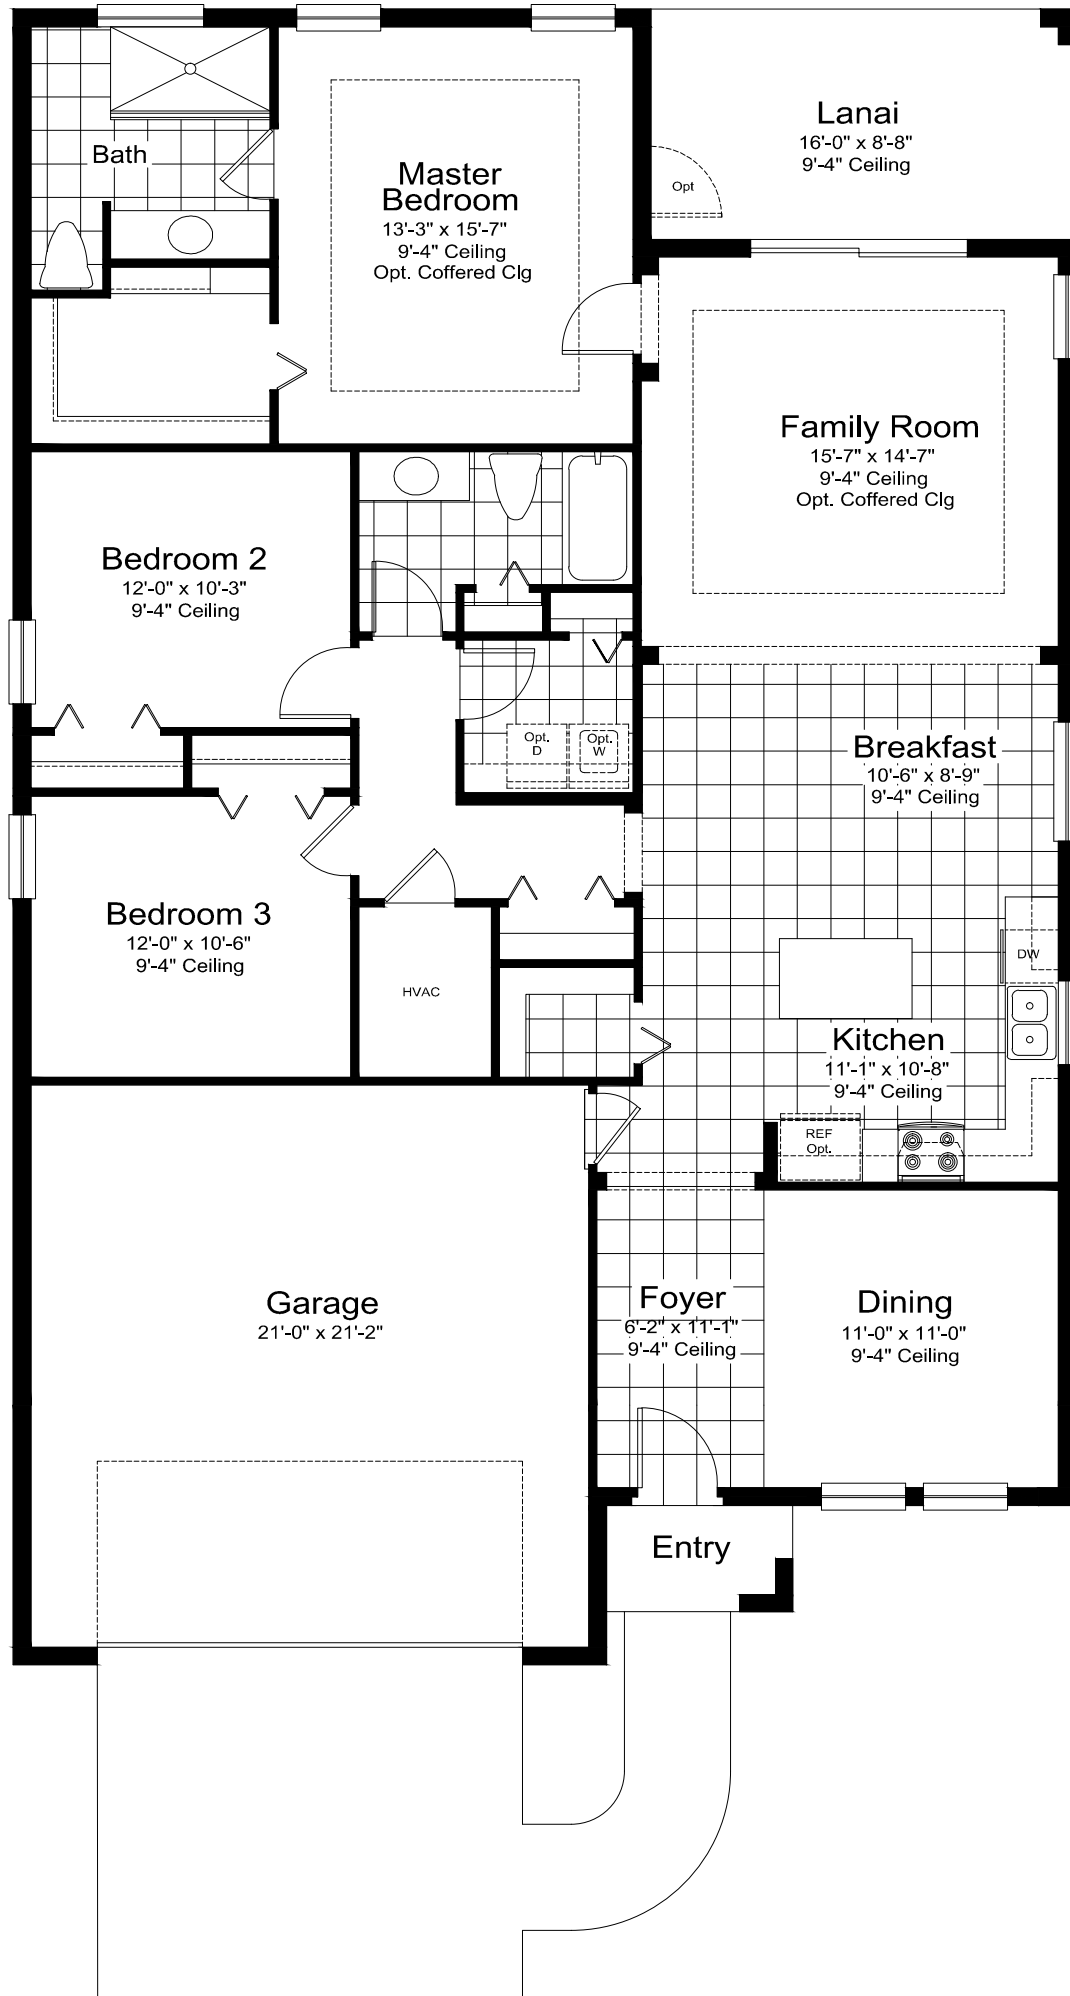 Lanai
16'-0" x 8'-8"
9'-4" Ceiling
Opt
Bath
Master
Bedroom
13'-3" x 15'-7"
9'-4" Ceiling
Opt. Coffered Clg
Family Room
15'-7" x 14'-7"
9'-4" Ceiling
Opt. Coffered Clg
Bedroom 2
12'-0" x 10'-3"
9'-4" Ceiling
Opt.
D
Opt.
W
Breakfast
10'-6" x 8'-9"
9'-4" Ceiling
Bedroom 3
12'-0" x 10'-6"
9'-4" Ceiling
HVAC
DW
Kitchen
11'-1" x 10'-8"
9'-4" Ceiling
REF
Opt.
Garage
21'-0" x 21'-2"
Foyer
6'-2" x 11'-1"
9'-4" Ceiling
Dining
11'-0" x 11'-0"
9'-4" Ceiling
Entry